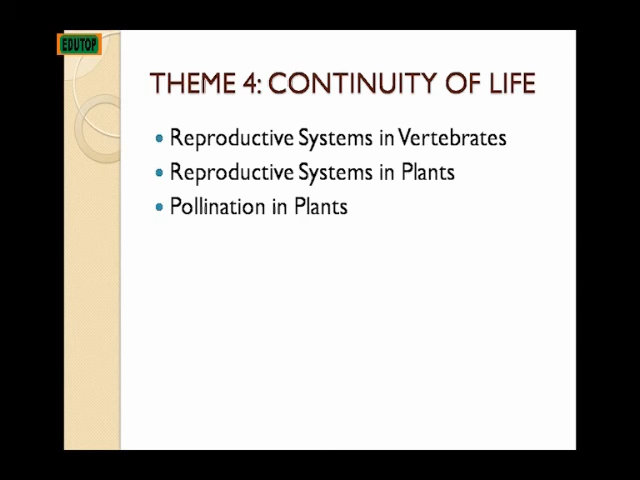 EDUTOP
THEME 4: CONTINUITY OF LIFE
• Reproductive Systems in Vertebrates
• Reproductive Systems in Plants
• Pollination in Plants